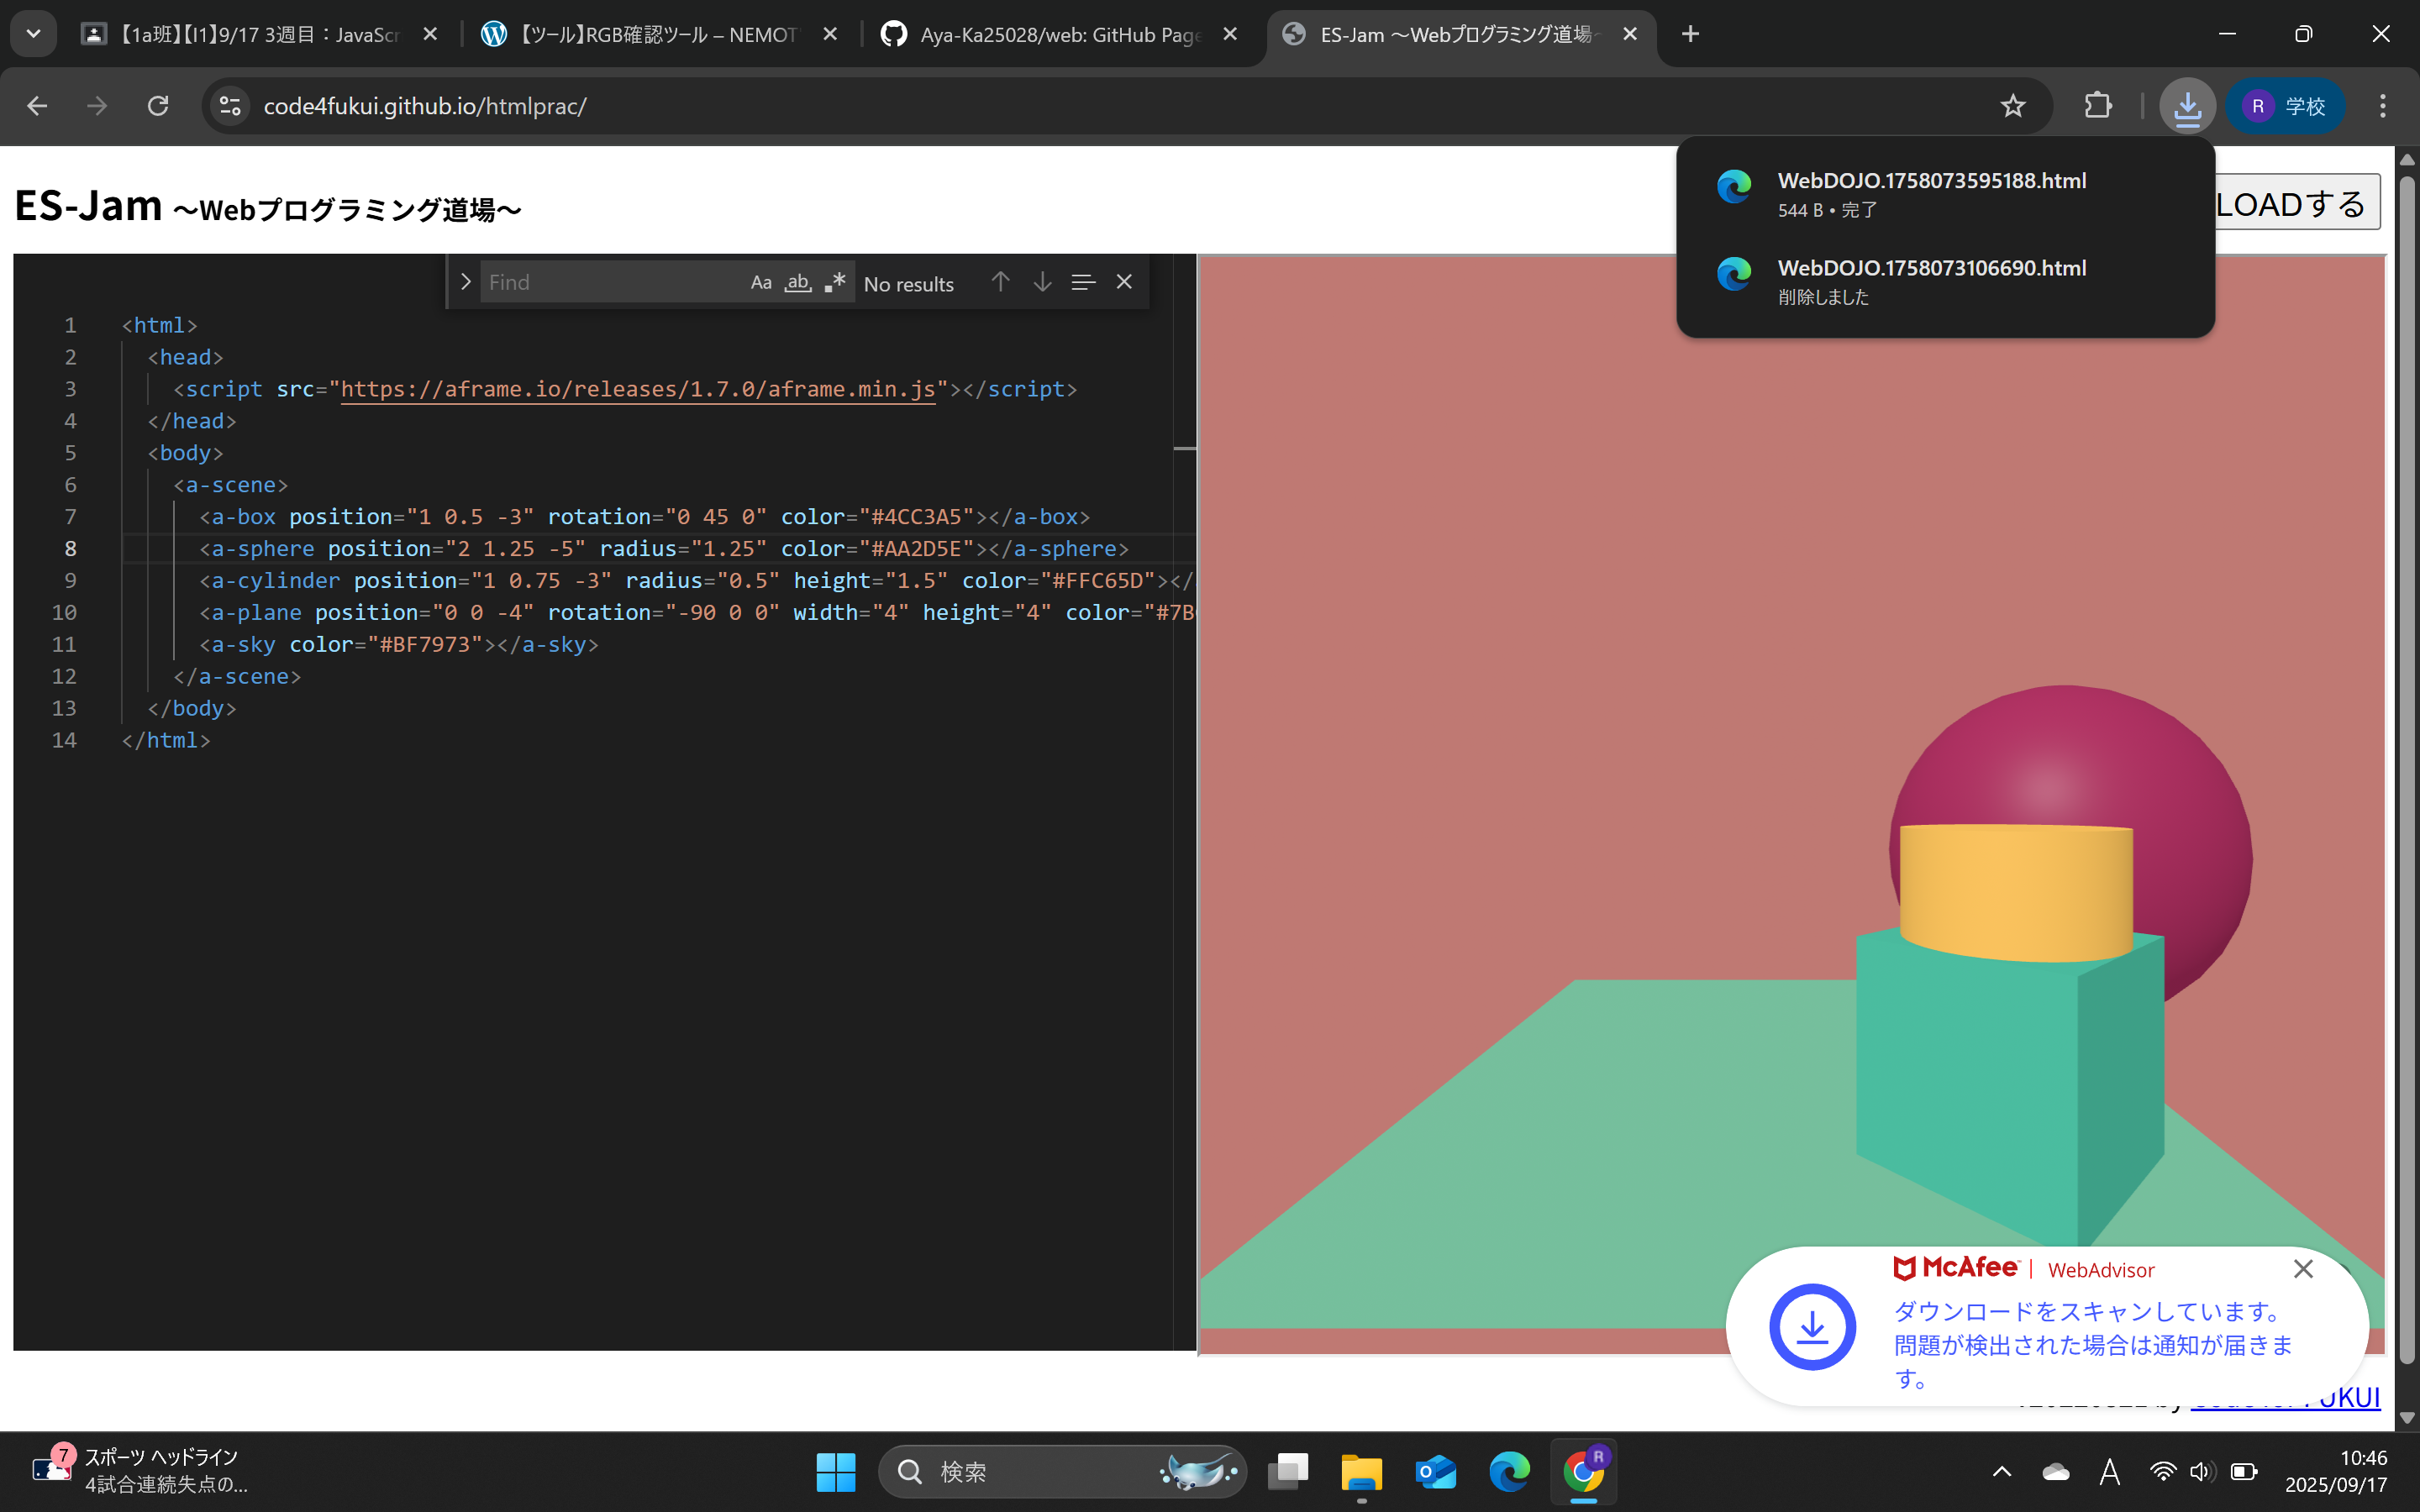 【1a班】【I1】9/17 3週目：JavaScr
【ツール】RGB確認ツール – NEMOT
Aya-Ka25028/web: GitHub Page
ES-Jam 〜Webプログラミング道場〜
code4fukui.github.io/htmlprac/
R 学校
WebDOJO.1758073595188.html
544 B • 完了
WebDOJO.1758073106690.html
削除しました
ES-Jam 〜Webプログラミング道場〜
LOADする
Find
Aa ab .* No results
1 <html>
2 <head>
3 <script src="https://aframe.io/releases/1.7.0/aframe.min.js"></script>
4 </head>
5 <body>
6 <a-scene>
7 <a-box position="1 0.5 -3" rotation="0 45 0" color="#4CC3A5"></a-box>
8 <a-sphere position="2 1.25 -5" radius="1.25" color="#AA2D5E"></a-sphere>
9 <a-cylinder position="1 0.75 -3" radius="0.5" height="1.5" color="#FFC65D"></
10 <a-plane position="0 0 -4" rotation="-90 0 0" width="4" height="4" color="#7B
11 <a-sky color="#BF7973"></a-sky>
12 </a-scene>
13 </body>
14 </html>
McAfee | WebAdvisor
ダウンロードをスキャンしています。
問題が検出された場合は通知が届きま
す。
by
UKUI
7
スポーツ ヘッドライン
4試合連続失点の...
検索
R
A
10:46
2025/09/17